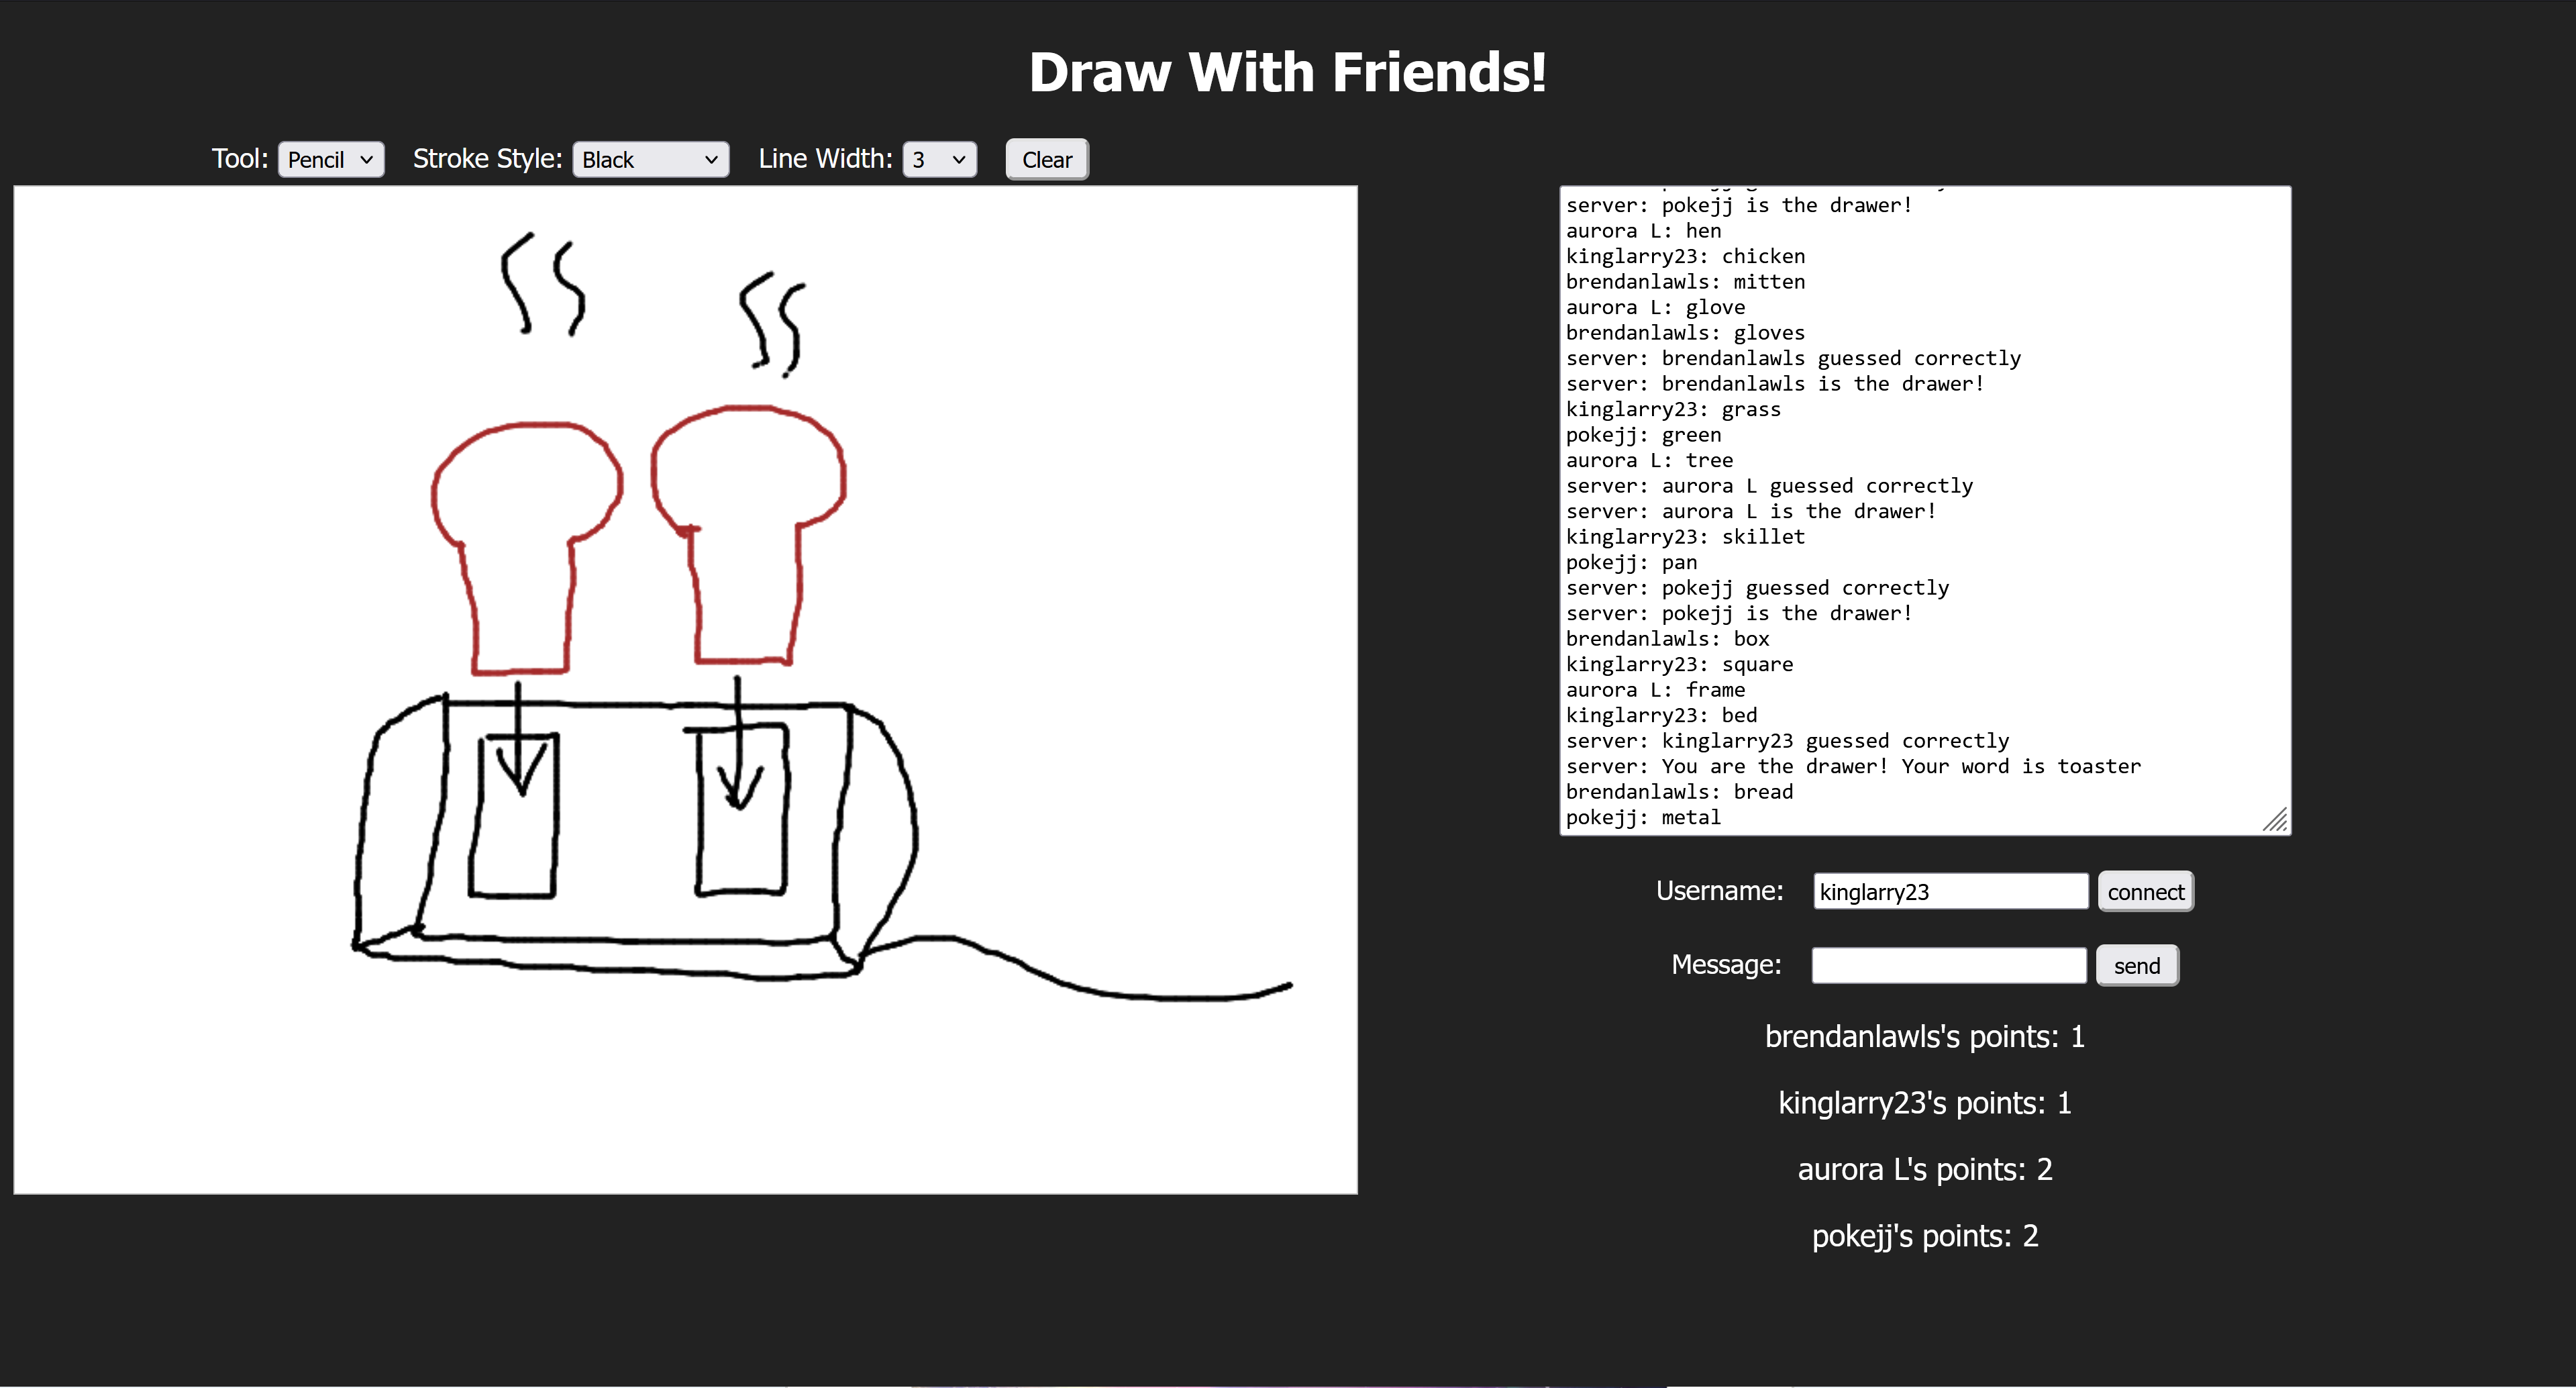 Draw With Friends!
Tool: Pencil Stroke Style: Black Line Width: 3 Clear
server: pokejj is the drawer!
aurora L: hen
kinglarry23: chicken
brendanlawls: mitten
aurora L: glove
brendanlawls: gloves
server: brendanlawls guessed correctly
server: brendanlawls is the drawer!
kinglarry23: grass
pokejj: green
aurora L: tree
server: aurora L guessed correctly
server: aurora L is the drawer!
kinglarry23: skillet
pokejj: pan
server: pokejj guessed correctly
server: pokejj is the drawer!
brendanlawls: box
kinglarry23: square
aurora L: frame
kinglarry23: bed
server: kinglarry23 guessed correctly
server: You are the drawer! Your word is toaster
brendanlawls: bread
pokejj: metal
Username: kinglarry23 connect
Message: send
brendanlawls's points: 1
kinglarry23's points: 1
aurora L's points: 2
pokejj's points: 2